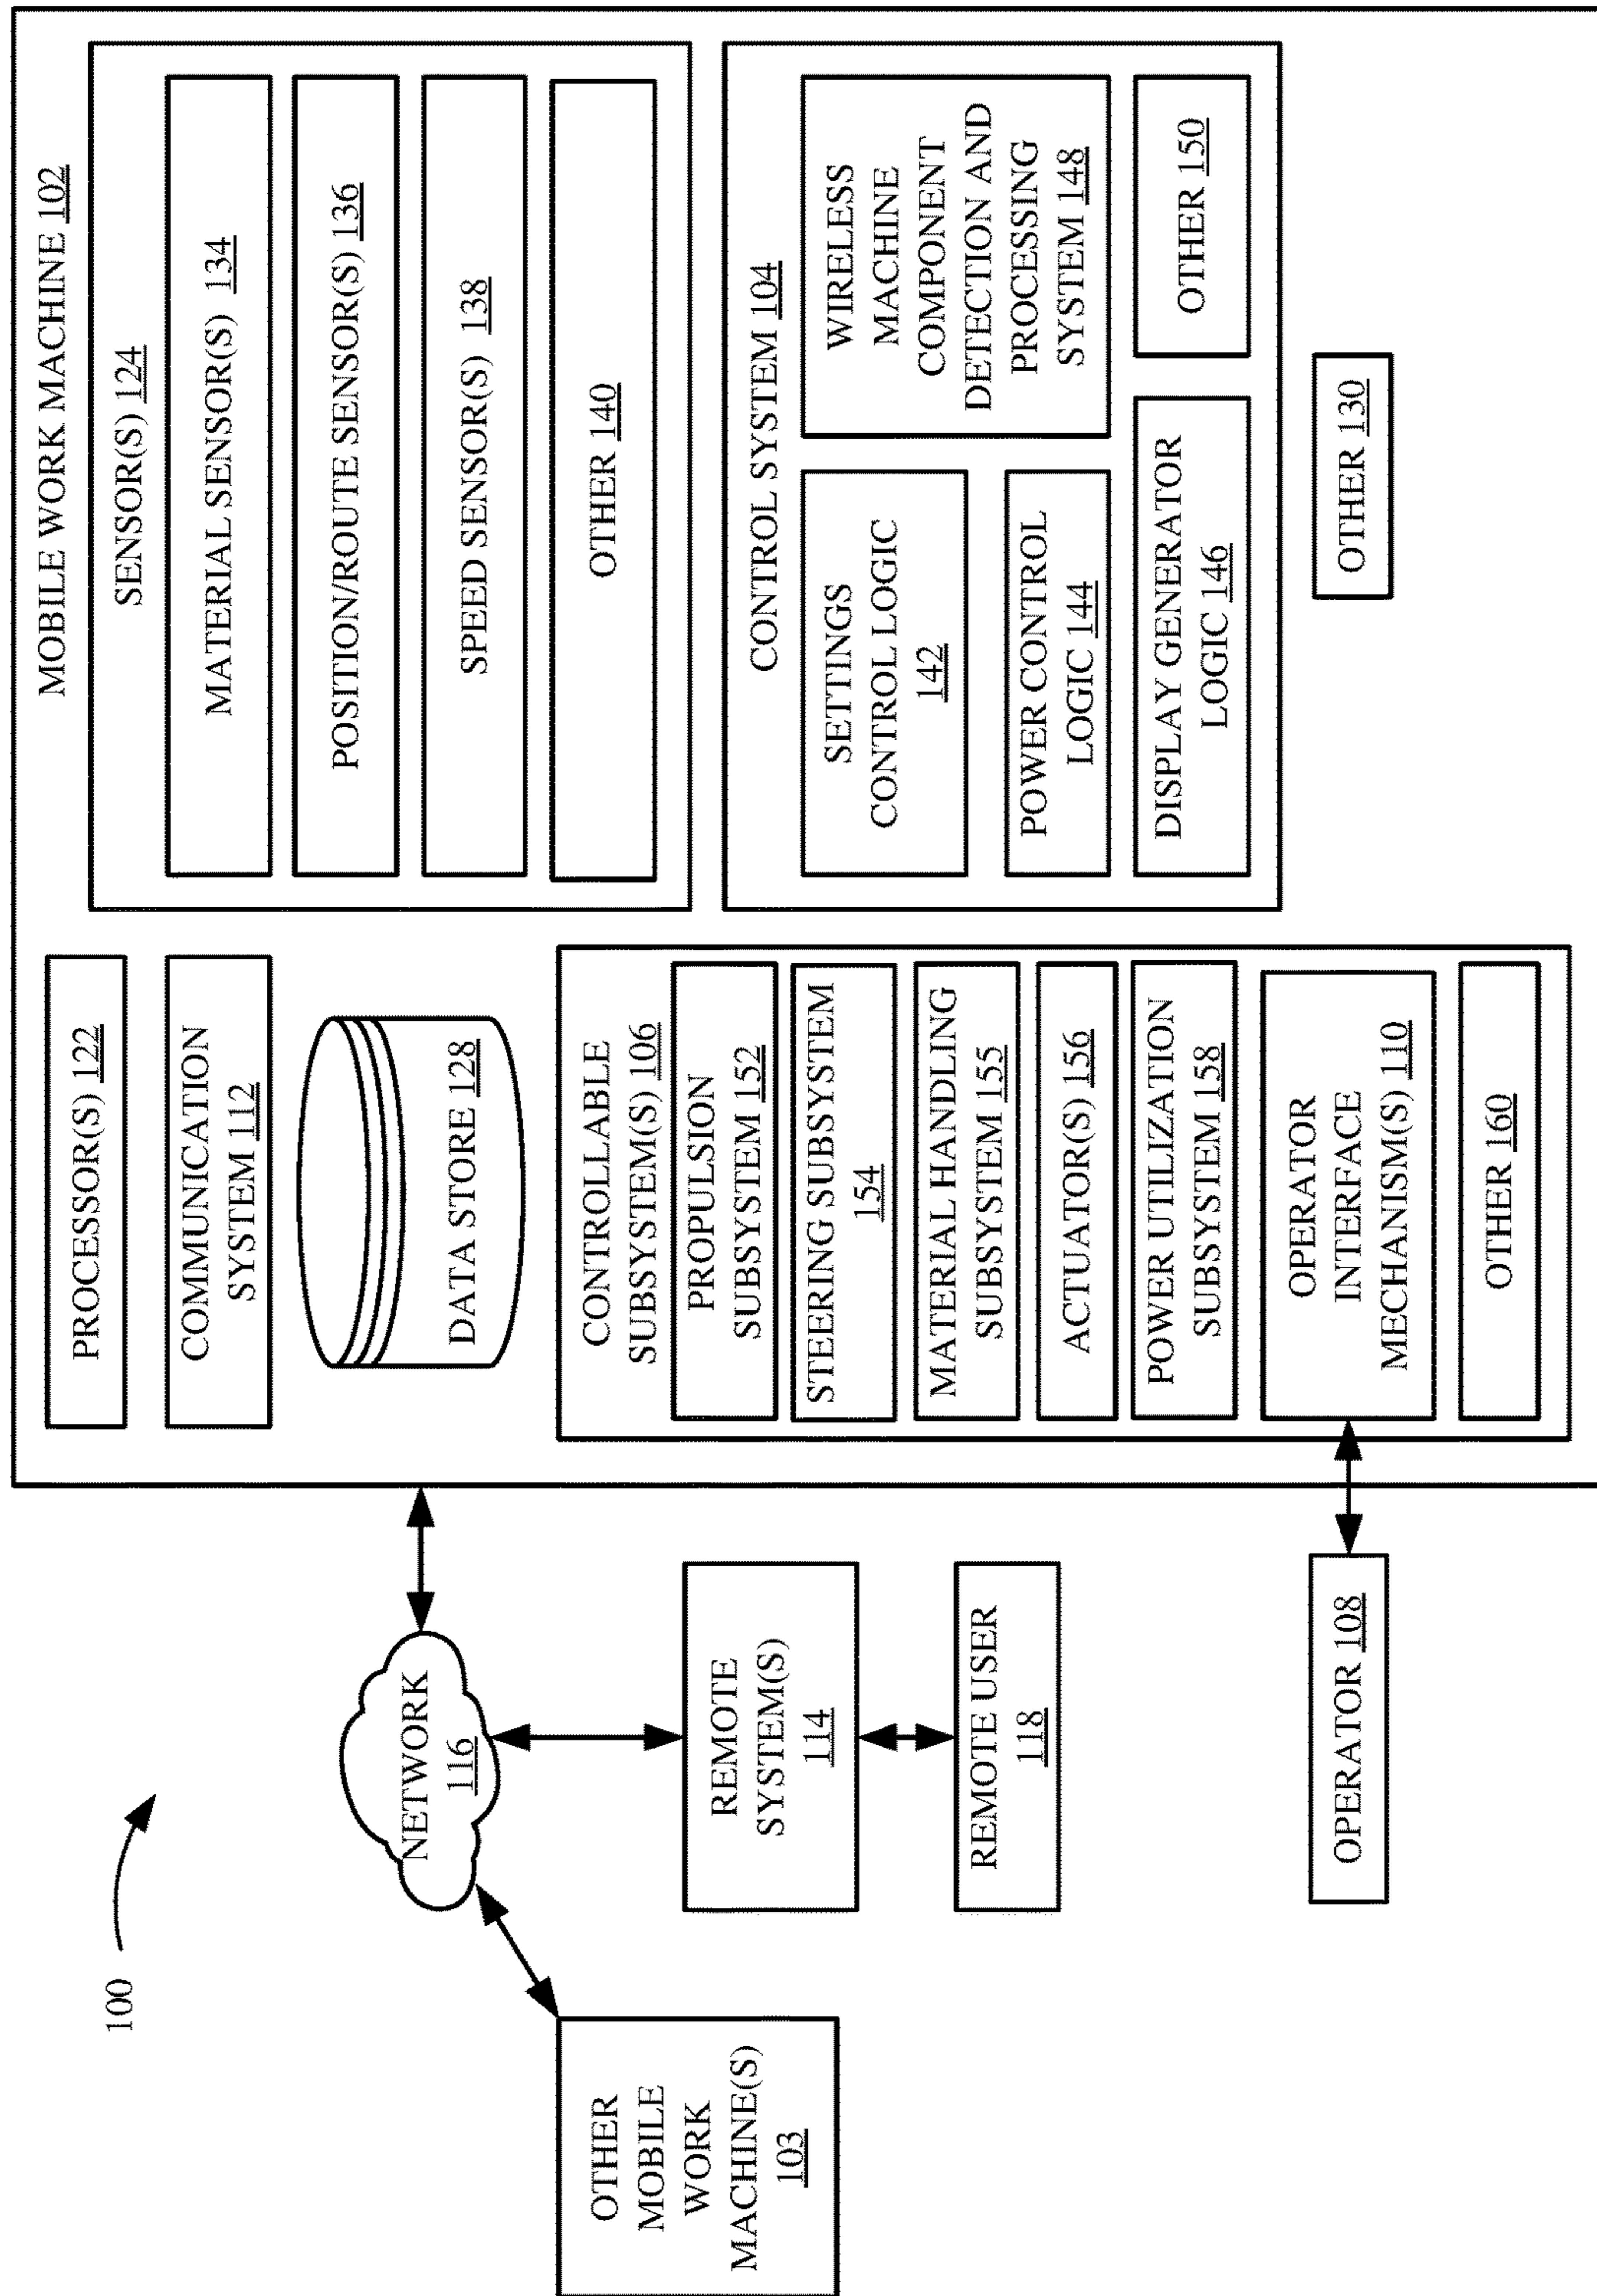 100
OTHER
MOBILE
WORK
MACHINE(S)
103
NETWORK
116
REMOTE
SYSTEM(S)
114
REMOTE USER
118
OPERATOR 108
MOBILE WORK MACHINE 102
PROCESSOR(S) 122
COMMUNICATION
SYSTEM 112
DATA STORE 128
CONTROLLABLE
SUBSYSTEM(S) 106
PROPULSION
SUBSYSTEM 152
STEERING SUBSYSTEM
154
MATERIAL HANDLING
SUBSYSTEM 155
ACTUATOR(S) 156
POWER UTILIZATION
SUBSYSTEM 158
OPERATOR
INTERFACE
MECHANISM(S) 110
OTHER 160
SENSOR(S) 124
MATERIAL SENSOR(S) 134
POSITION/ROUTE SENSOR(S) 136
SPEED SENSOR(S) 138
OTHER 140
CONTROL SYSTEM 104
SETTINGS
CONTROL LOGIC
142
POWER CONTROL
LOGIC 144
DISPLAY GENERATOR
LOGIC 146
WIRELESS
MACHINE
COMPONENT
DETECTION AND
PROCESSING
SYSTEM 148
OTHER 150
OTHER 130